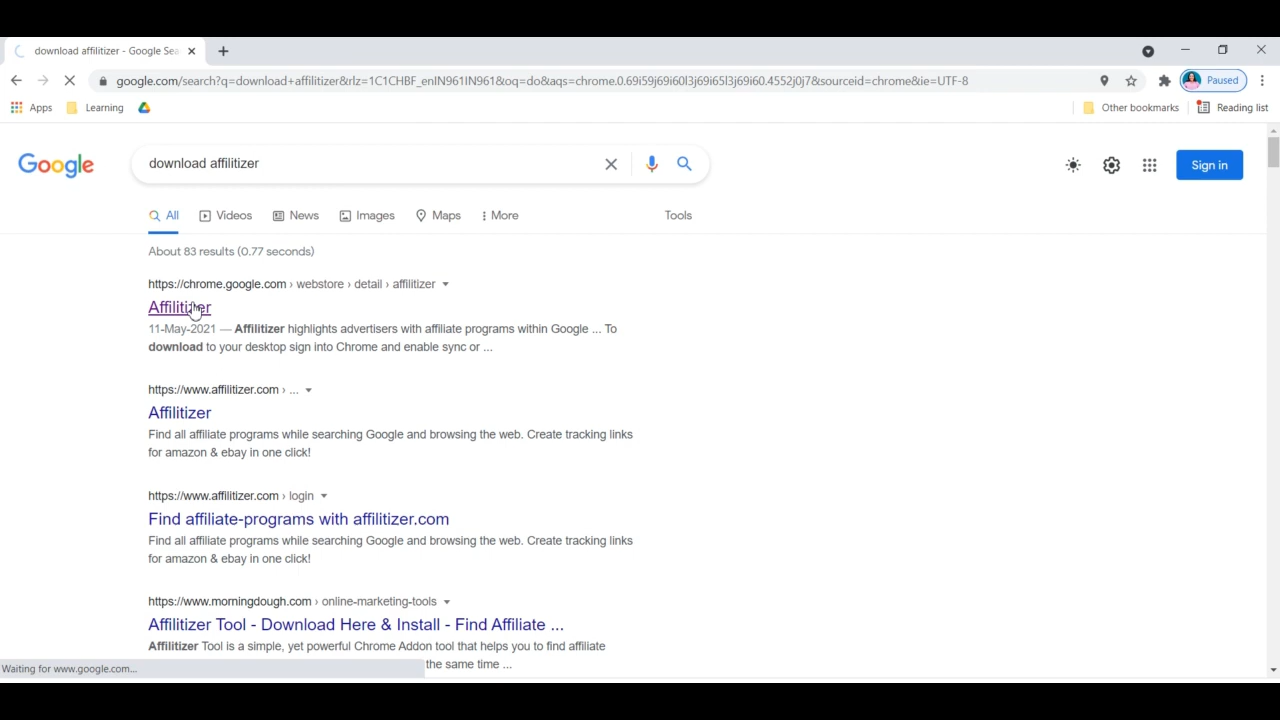 download affilitizer - Google Sea
google.com/search?q=download+affilitizer&rlz=1C1CHBF_enIN961IN961&oq=do&aqs=chrome.0.69i59j69i60l3j69i65l3j69i60.4552j0j7&sourceid=chrome&ie=UTF-8
Paused
Apps
Learning
Other bookmarks
Reading list
Google
download affilitizer
Sign in
All
Videos
News
Images
Maps
More
Tools
About 83 results (0.77 seconds)
https://chrome.google.com › webstore › detail › affilitizer
Affilitizer
11-May-2021 — Affilitizer highlights advertisers with affiliate programs within Google ... To
download to your desktop sign into Chrome and enable sync or ...
https://www.affilitizer.com › ...
Affilitizer
Find all affiliate programs while searching Google and browsing the web. Create tracking links
for amazon & ebay in one click!
https://www.affilitizer.com › login
Find affiliate-programs with affilitizer.com
Find all affiliate programs while searching Google and browsing the web. Create tracking links
for amazon & ebay in one click!
https://www.morningdough.com › online-marketing-tools
Affilitizer Tool - Download Here & Install - Find Affiliate ...
Affilitizer Tool is a simple, yet powerful Chrome Addon tool that helps you to find affiliate
the same time ...
Waiting for www.google.com...